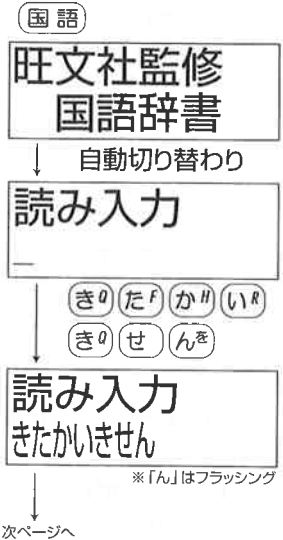 国語
旺文社監修
国語辞書
自動切り替わり
読み入力
_
きQ たF かH いR
きQ せ んを
読み入力
きたかいきせん
※「ん」はフラッシング
次ページへ